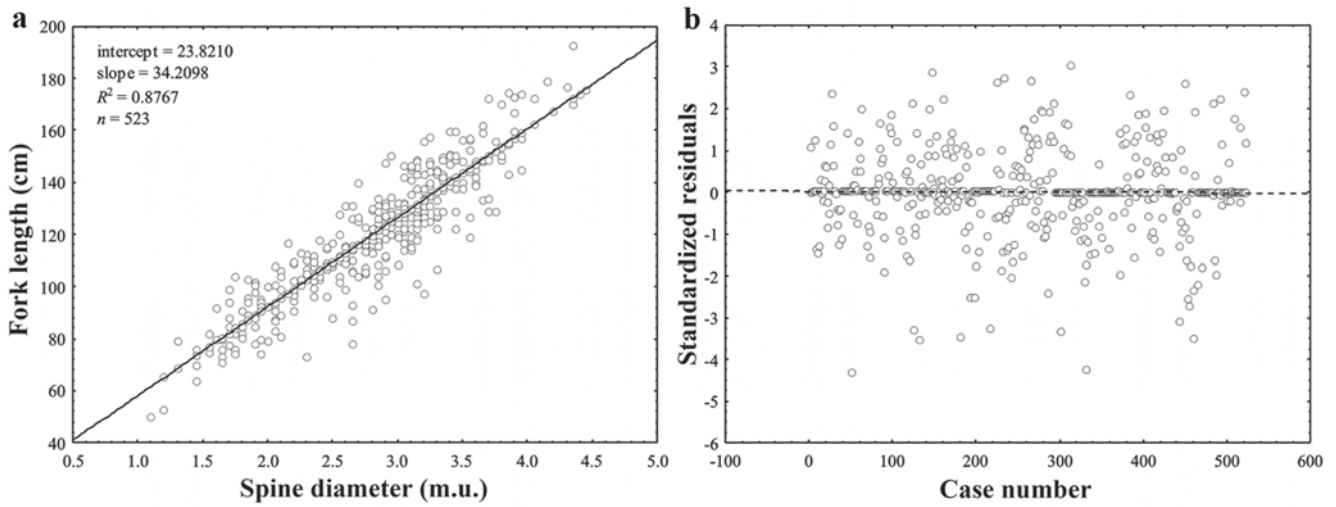 a
200
180
160
140
120
100
80
60
40
intercept = 23.8210
slope = 34.2098
R² = 0.8767
n = 523
Fork length (cm)
0.5 1.0 1.5 2.0 2.5 3.0 3.5 4.0 4.5 5.0
Spine diameter (m.u.)
b
4
3
2
1
0
-1
-2
-3
-4
-5
-6
Standardized residuals
-100 0 100 200 300 400 500 600
Case number